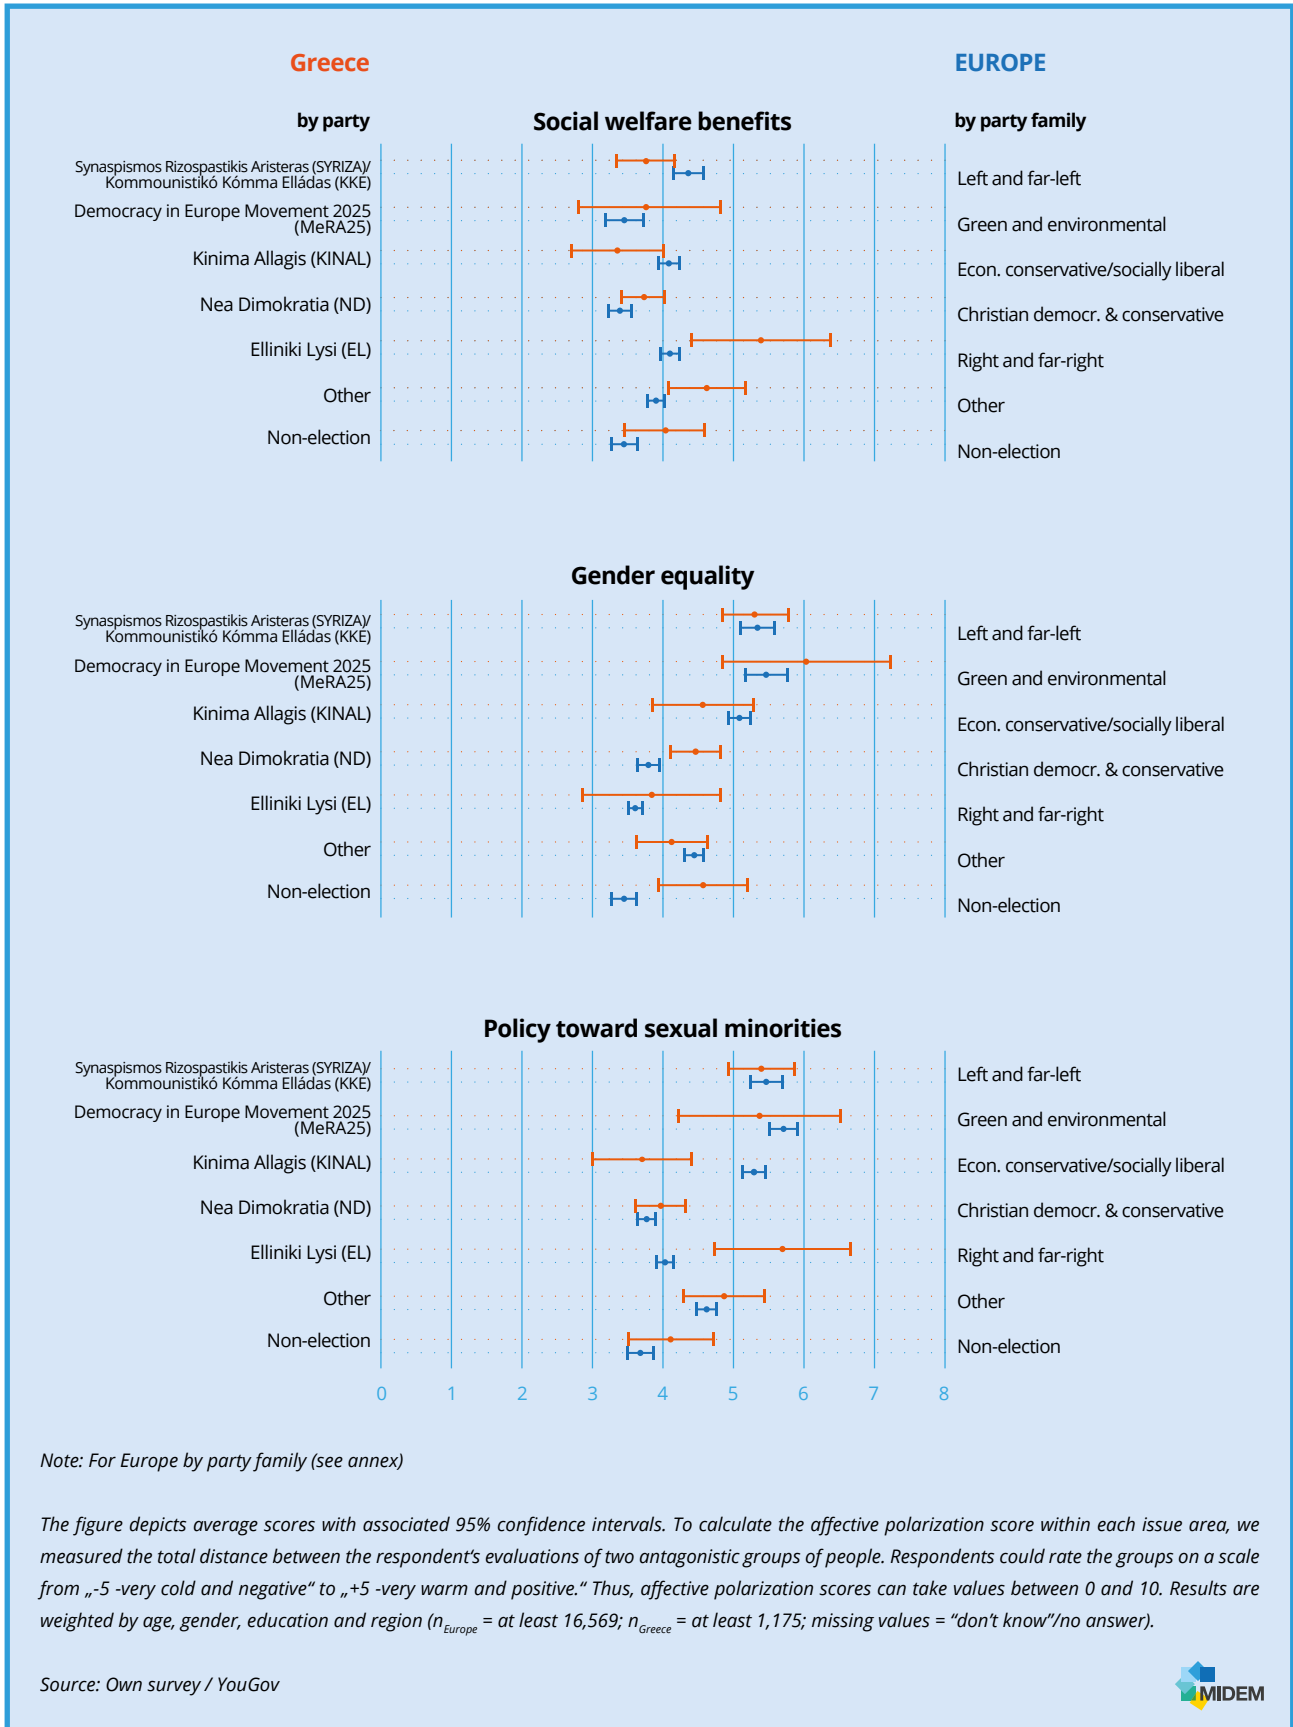 Greece
EUROPE
by party
Social welfare benefits
by party family
Synaspismos Rizospastikis Aristeras (SYRIZA)/
Kommounistikó Kómma Elládas (KKE)
Left and far-left
Democracy in Europe Movement 2025
(MeRA25)
Green and environmental
Kinima Allagis (KINAL)
Econ. conservative/socially liberal
Nea Dimokratia (ND)
Christian democr. & conservative
Elliniki Lysi (EL)
Right and far-right
Other
Other
Non-election
Non-election
Gender equality
Synaspismos Rizospastikis Aristeras (SYRIZA)/
Kommounistikó Kómma Elládas (KKE)
Left and far-left
Democracy in Europe Movement 2025
(MeRA25)
Green and environmental
Kinima Allagis (KINAL)
Econ. conservative/socially liberal
Nea Dimokratia (ND)
Christian democr. & conservative
Elliniki Lysi (EL)
Right and far-right
Other
Other
Non-election
Non-election
Policy toward sexual minorities
Synaspismos Rizospastikis Aristeras (SYRIZA)/
Kommounistikó Kómma Elládas (KKE)
Left and far-left
Democracy in Europe Movement 2025
(MeRA25)
Green and environmental
Kinima Allagis (KINAL)
Econ. conservative/socially liberal
Nea Dimokratia (ND)
Christian democr. & conservative
Elliniki Lysi (EL)
Right and far-right
Other
Other
Non-election
Non-election
0 1 2 3 4 5 6 7 8
Note: For Europe by party family (see annex)
The figure depicts average scores with associated 95% confidence intervals. To calculate the affective polarization score within each issue area, we
measured the total distance between the respondent's evaluations of two antagonistic groups of people. Respondents could rate the groups on a scale
from „-5 -very cold and negative“ to „+5 -very warm and positive.“ Thus, affective polarization scores can take values between 0 and 10. Results are
weighted by age, gender, education and region (nEurope = at least 16,569; nGreece = at least 1,175; missing values = “don’t know”/no answer).
Source: Own survey / YouGov
MIDEM